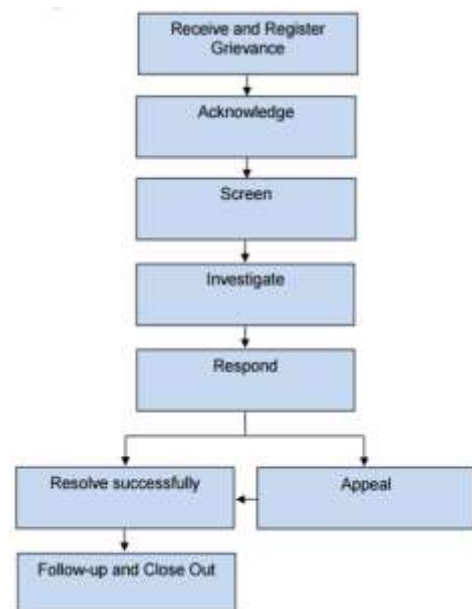 Receive and Register
Grievance
Acknowledge
Screen
Investigate
Respond
Resolve successfully
Appeal
Follow-up and Close Out